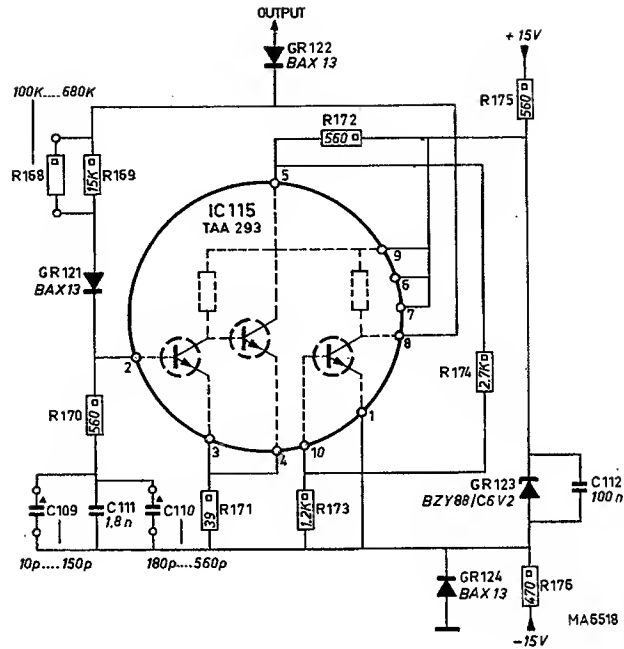 OUTPUT
GR122
BAX 13
+15V
100K....680K
R175
560
R172
560
R168
R169
15K
5
IC115
TAA 293
9
6
7
8
GR121
BAX13
2
R174
2,7K
1
R170
560
3
4
10
GR123
BZY88/C6V2
C112
100 n
C109
C111
1,8 n
C110
R171
39
R173
1,2K
10p....150p
180p....560p
GR124
BAX 13
R176
470
MA6518
-15V